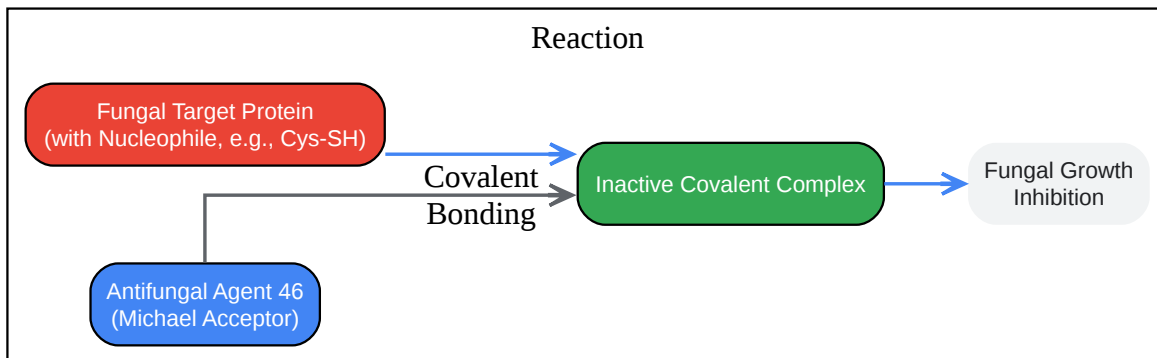 Reaction
Fungal Target Protein
(with Nucleophile, e.g., Cys-SH)
Covalent
Bonding
Inactive Covalent Complex
Fungal Growth
Inhibition
Antifungal Agent 46
(Michael Acceptor)